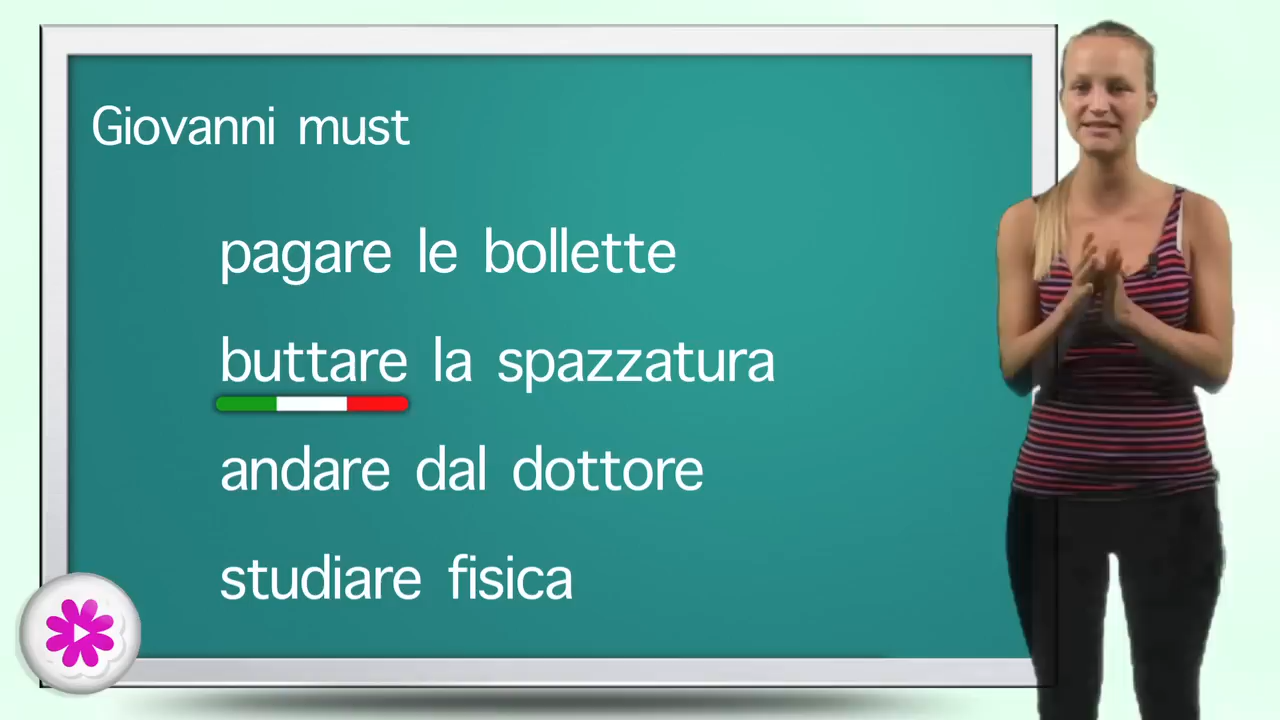 Giovanni must
pagare le bollette
buttare la spazzatura
andare dal dottore
studiare fisica